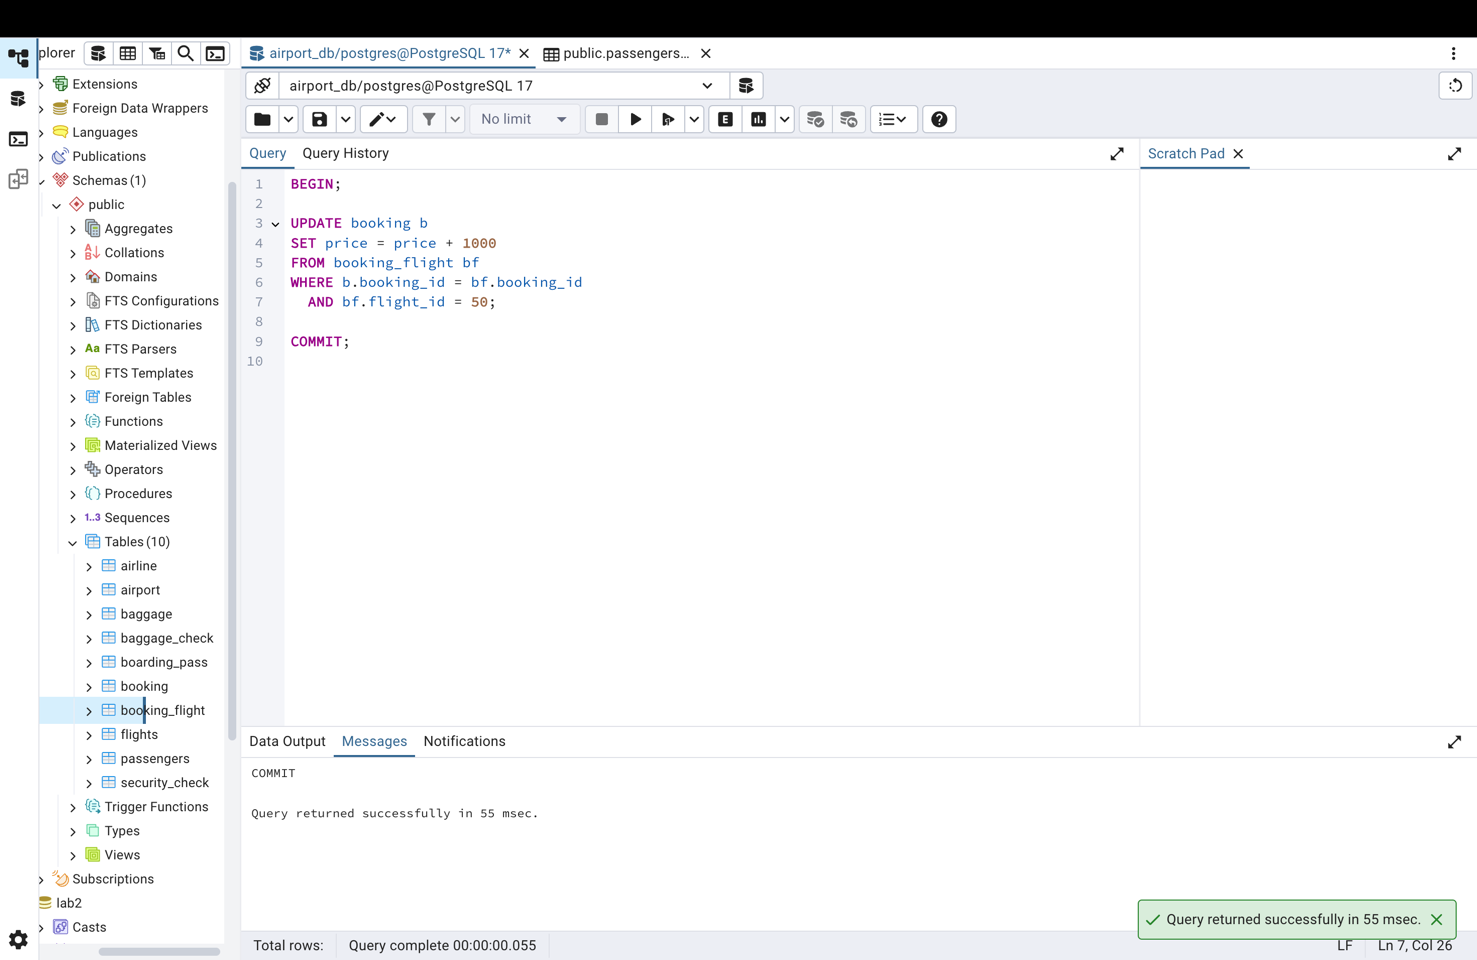 plorer
airport_db/postgres@PostgreSQL 17*
public.passengers...
airport_db/postgres@PostgreSQL 17
No limit
E
Extensions
Foreign Data Wrappers
Languages
Publications
Schemas (1)
public
Aggregates
Collations
Domains
FTS Configurations
FTS Dictionaries
Aa FTS Parsers
FTS Templates
Foreign Tables
Functions
Materialized Views
Operators
Procedures
1..3 Sequences
Tables (10)
airline
airport
baggage
baggage_check
boarding_pass
booking
booking_flight
flights
passengers
security_check
Trigger Functions
Types
Views
Subscriptions
lab2
Casts
Query
Query History
Scratch Pad
1 BEGIN;
2
3 UPDATE booking b
4 SET price = price + 1000
5 FROM booking_flight bf
6 WHERE b.booking_id = bf.booking_id
7 AND bf.flight_id = 50;
8
9 COMMIT;
10
Data Output
Messages
Notifications
COMMIT
Query returned successfully in 55 msec.
Query returned successfully in 55 msec.
Total rows:
Query complete 00:00:00.055
LF
Ln 7, Col 26